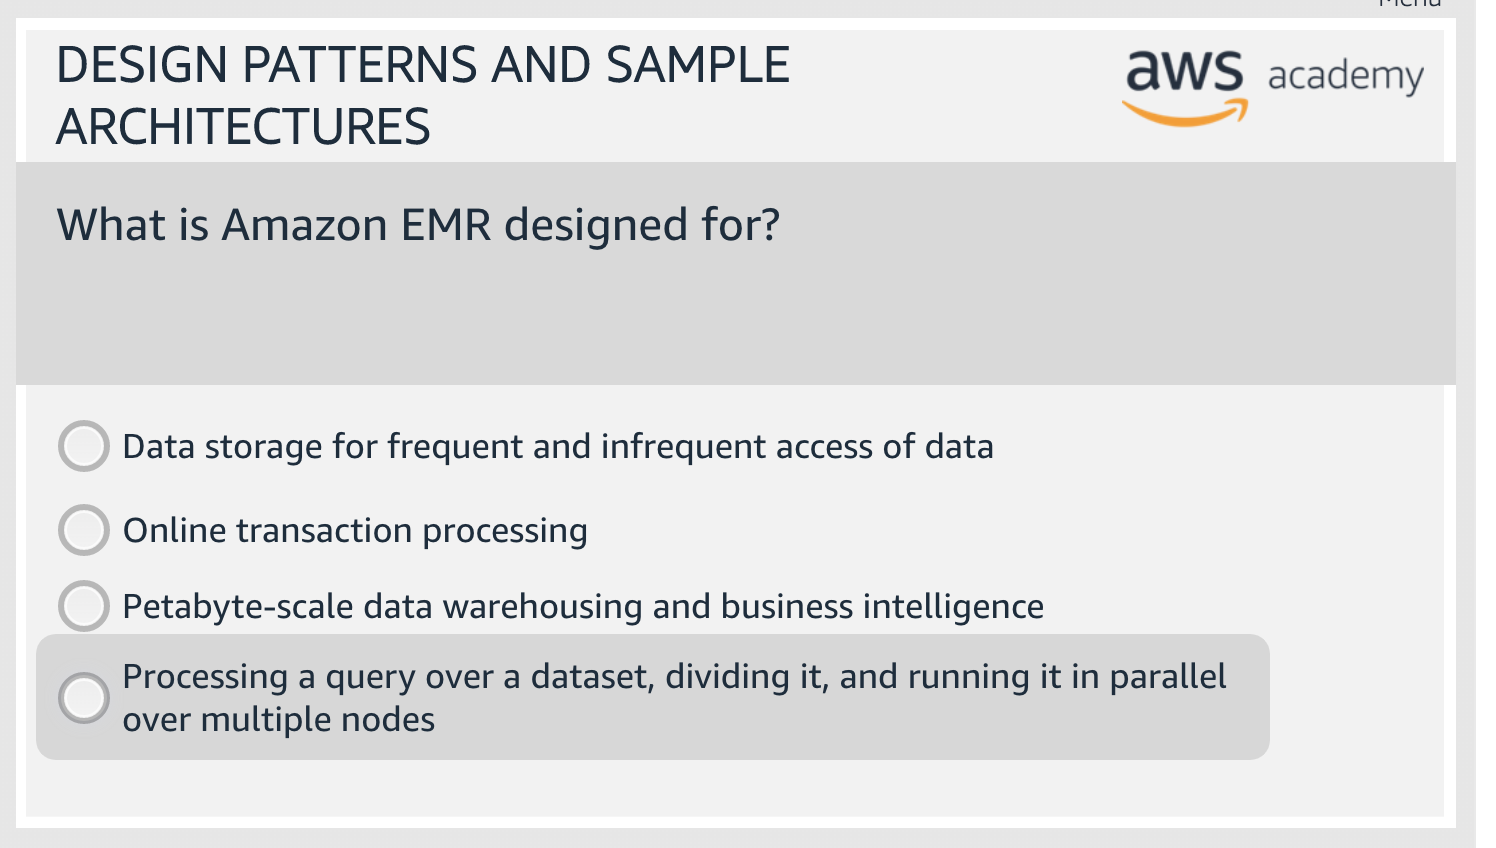 Menu
DESIGN PATTERNS AND SAMPLE
ARCHITECTURES
aws academy
What is Amazon EMR designed for?
Data storage for frequent and infrequent access of data
Online transaction processing
Petabyte-scale data warehousing and business intelligence
Processing a query over a dataset, dividing it, and running it in parallel
over multiple nodes